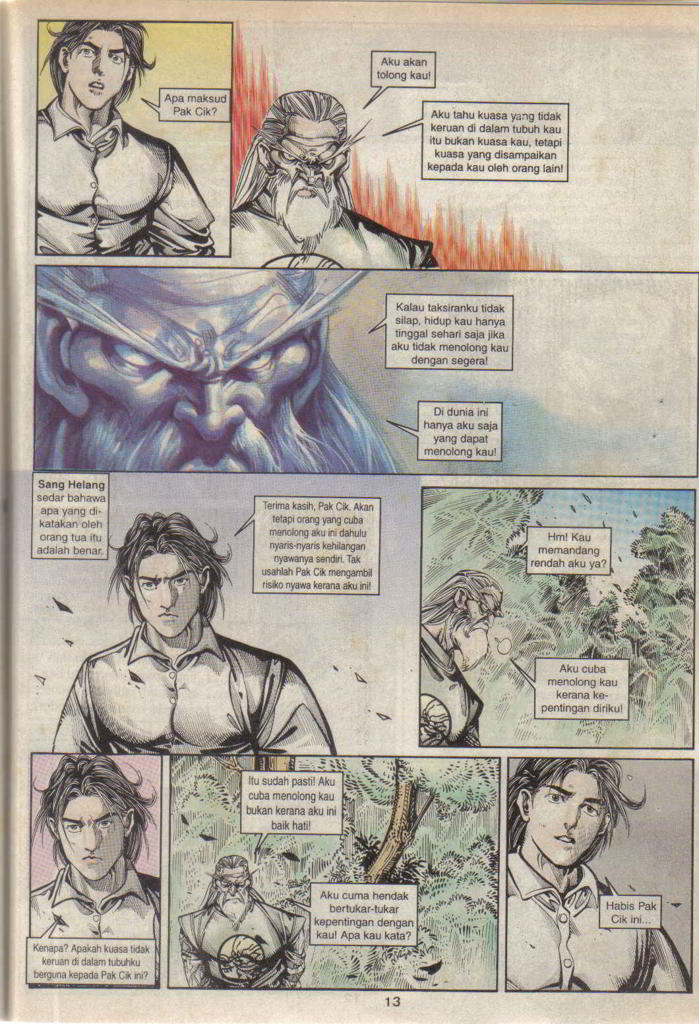 Apa maksud
Pak Cik?
Aku akan
tolong kau!
Aku tahu kuasa yang tidak
keruan di dalam tubuh kau
itu bukan kuasa kau, tetapi
kuasa yang disampaikan
kepada kau oleh orang lain!
Kalau taksiranku tidak
silap, hidup kau hanya
tinggal sehari saja jika
aku tidak menolong kau
dengan segera!
Di dunia ini
hanya aku saja
yang dapat
menolong kau!
Sang Helang
sedar bahawa
apa yang di-
katakan oleh
orang tua itu
adalah benar.
Terima kasih, Pak Cik. Akan
tetapi orang yang cuba
menolong aku ini dahulu
nyaris-nyaris kehilangan
nyawanya sendiri. Tak
usahlah Pak Cik mengambil
risiko nyawa kerana aku ini!
Hm! Kau
memandang
rendah aku ya?
Aku cuba
menolong kau
kerana ke-
pentingan diriku!
Kenapa? Apakah kuasa tidak
keruan di dalam tubuhku
berguna kepada Pak Cik ini?
Itu sudah pasti! Aku
cuba menolong kau
bukan kerana aku ini
baik hati!
Aku cuma hendak
bertukar-tukar
kepentingan dengan
kau! Apa kau kata?
Habis Pak
Cik ini...
13